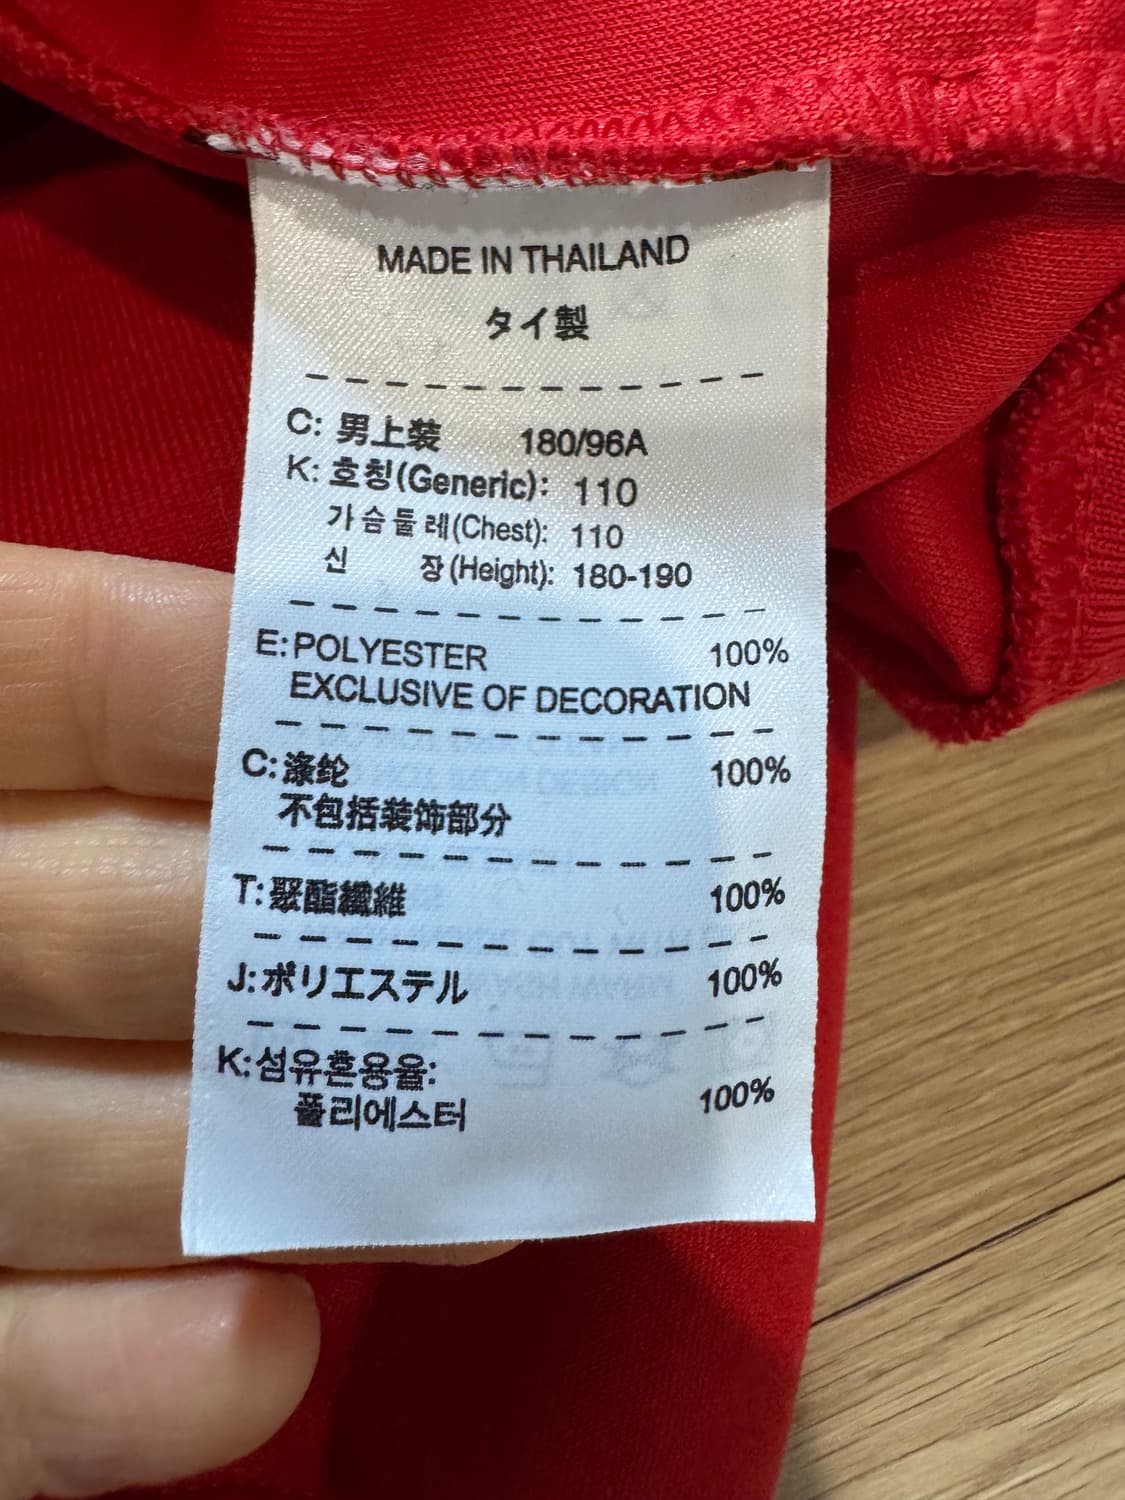 MADE IN THAILAND
タイ製
C: 男上装 180/96A
K: 호칭(Generic): 110
가슴둘레(Chest): 110
신 장(Height): 180-190
E: POLYESTER 100%
EXCLUSIVE OF DECORATION
C: 涤纶 100%
不包括装饰部分
T: 聚酯纖維 100%
J: ポリエステル 100%
K: 섬유혼용율:
폴리에스터 100%